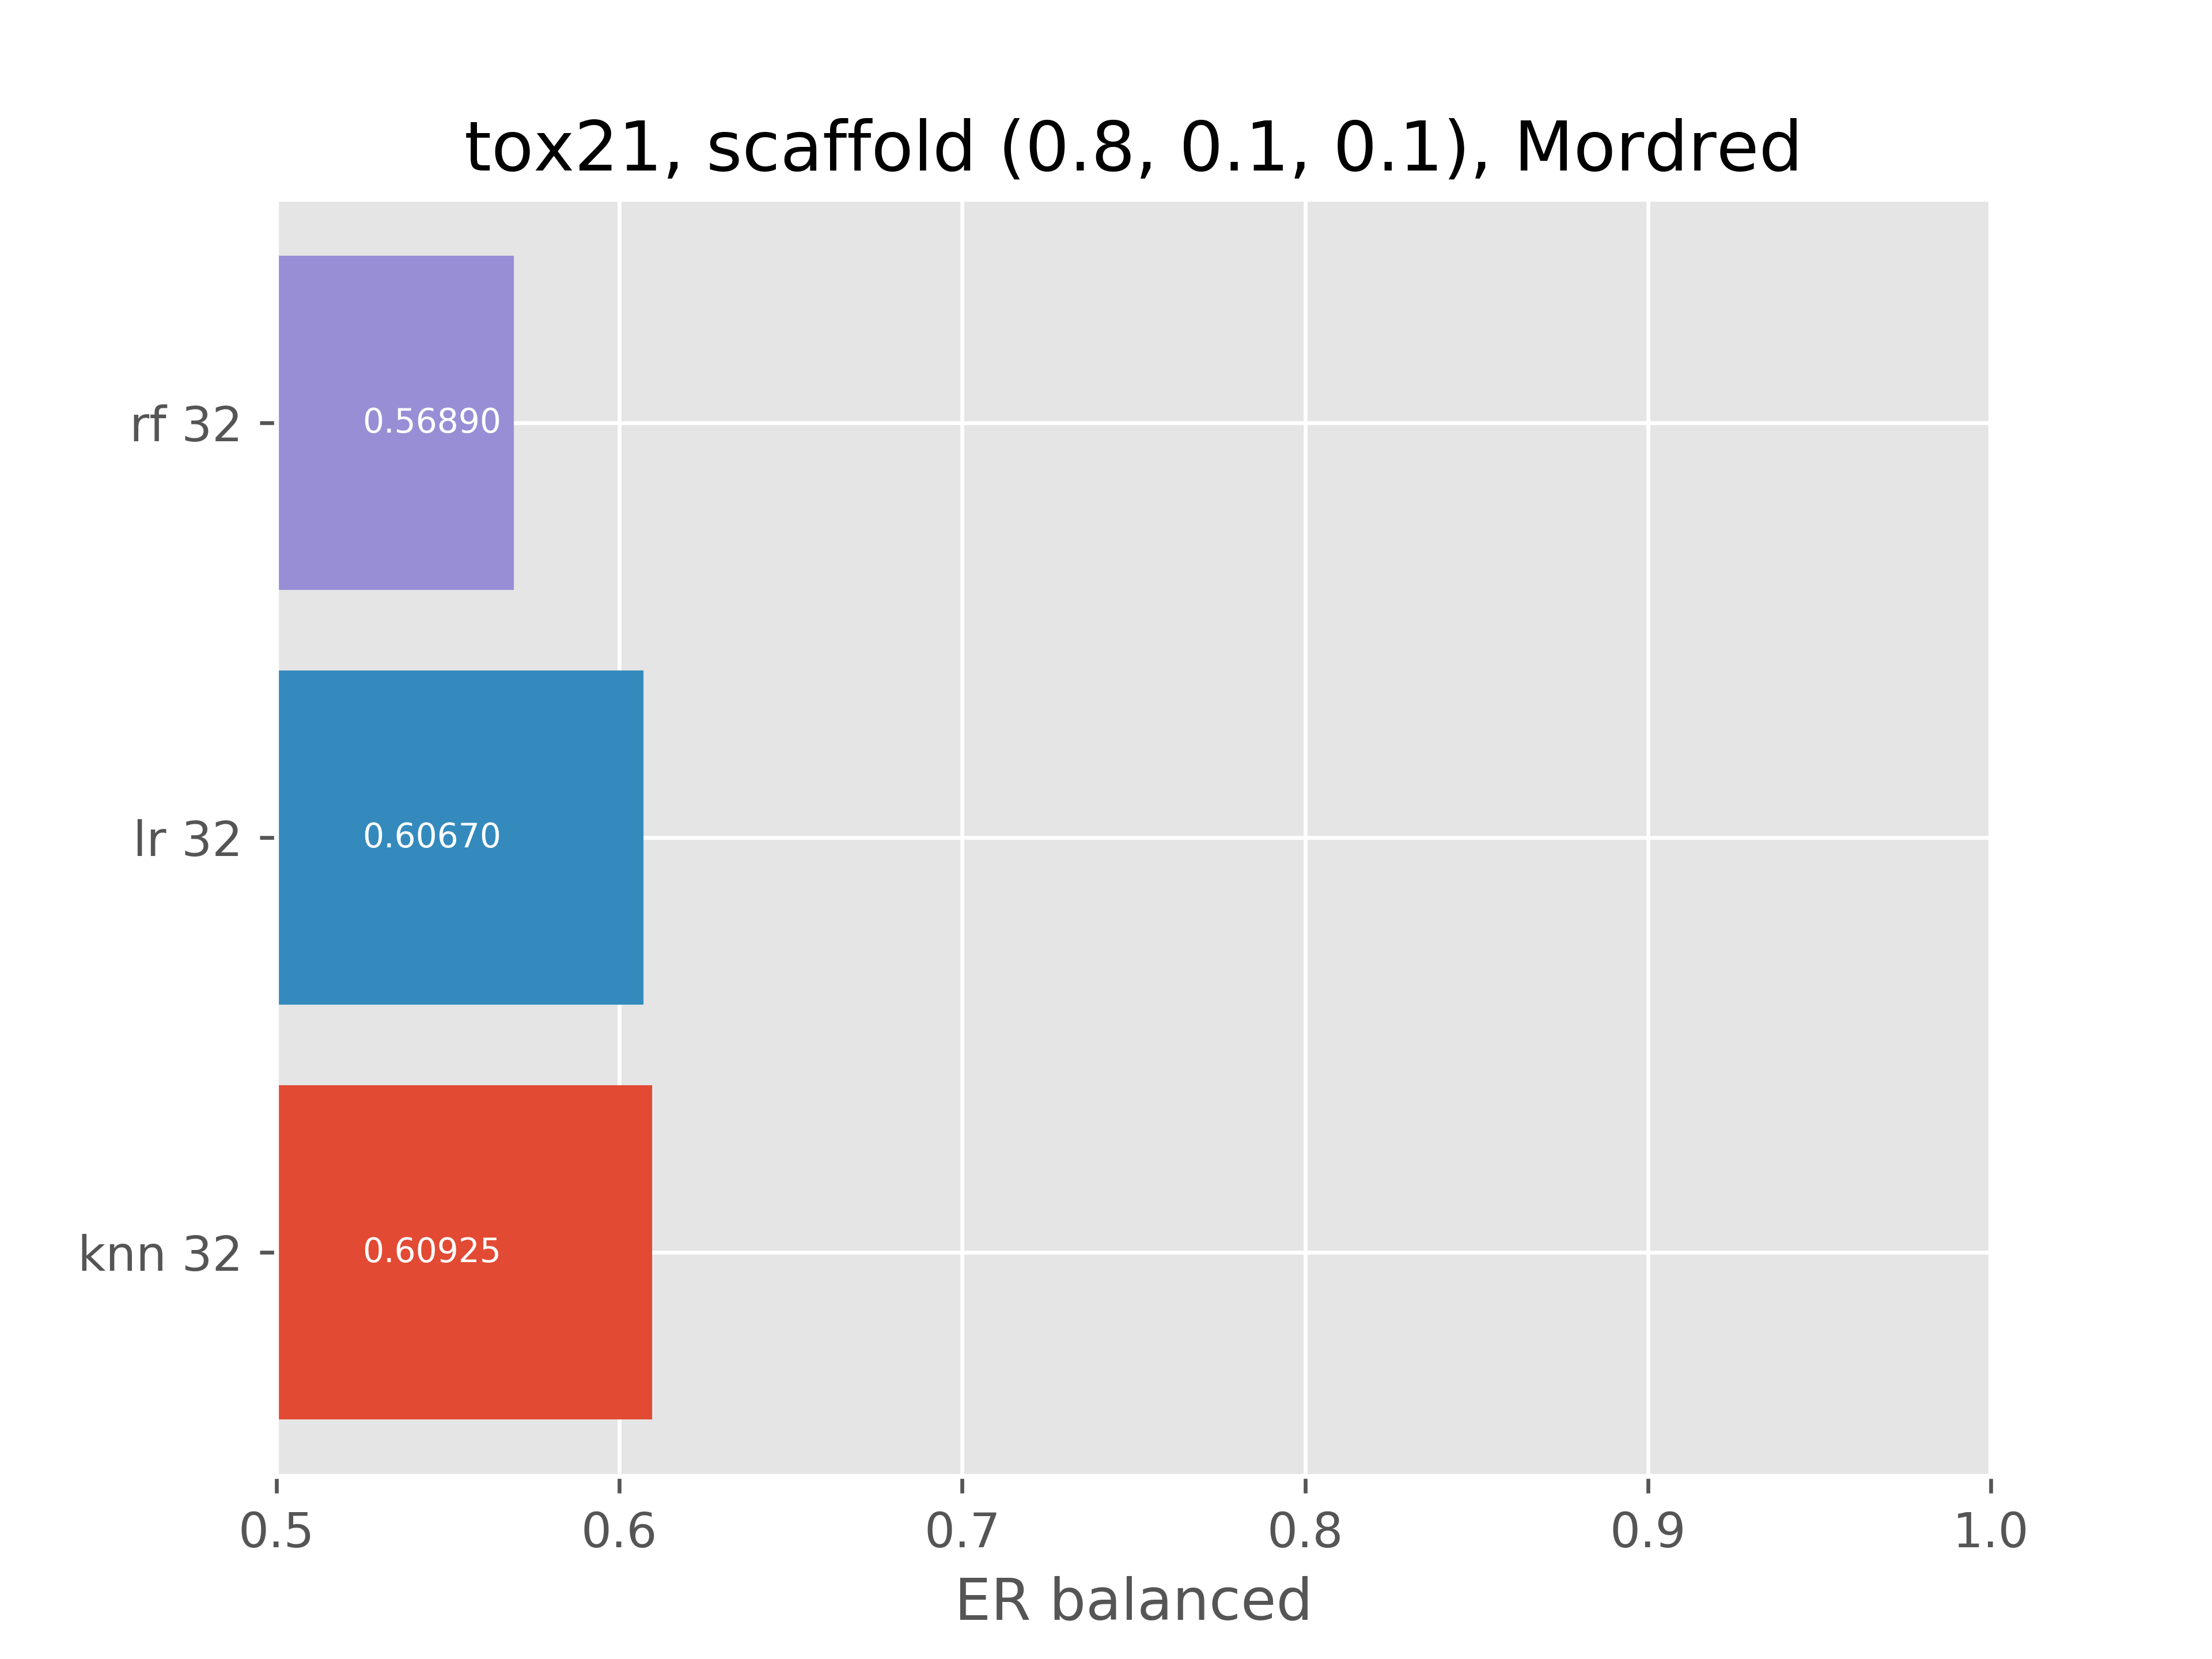 tox21, scaffold (0.8, 0.1, 0.1), Mordred
rf 32
0.56890
lr 32
0.60670
knn 32
0.60925
0.5 0.6 0.7 0.8 0.9 1.0
ER balanced